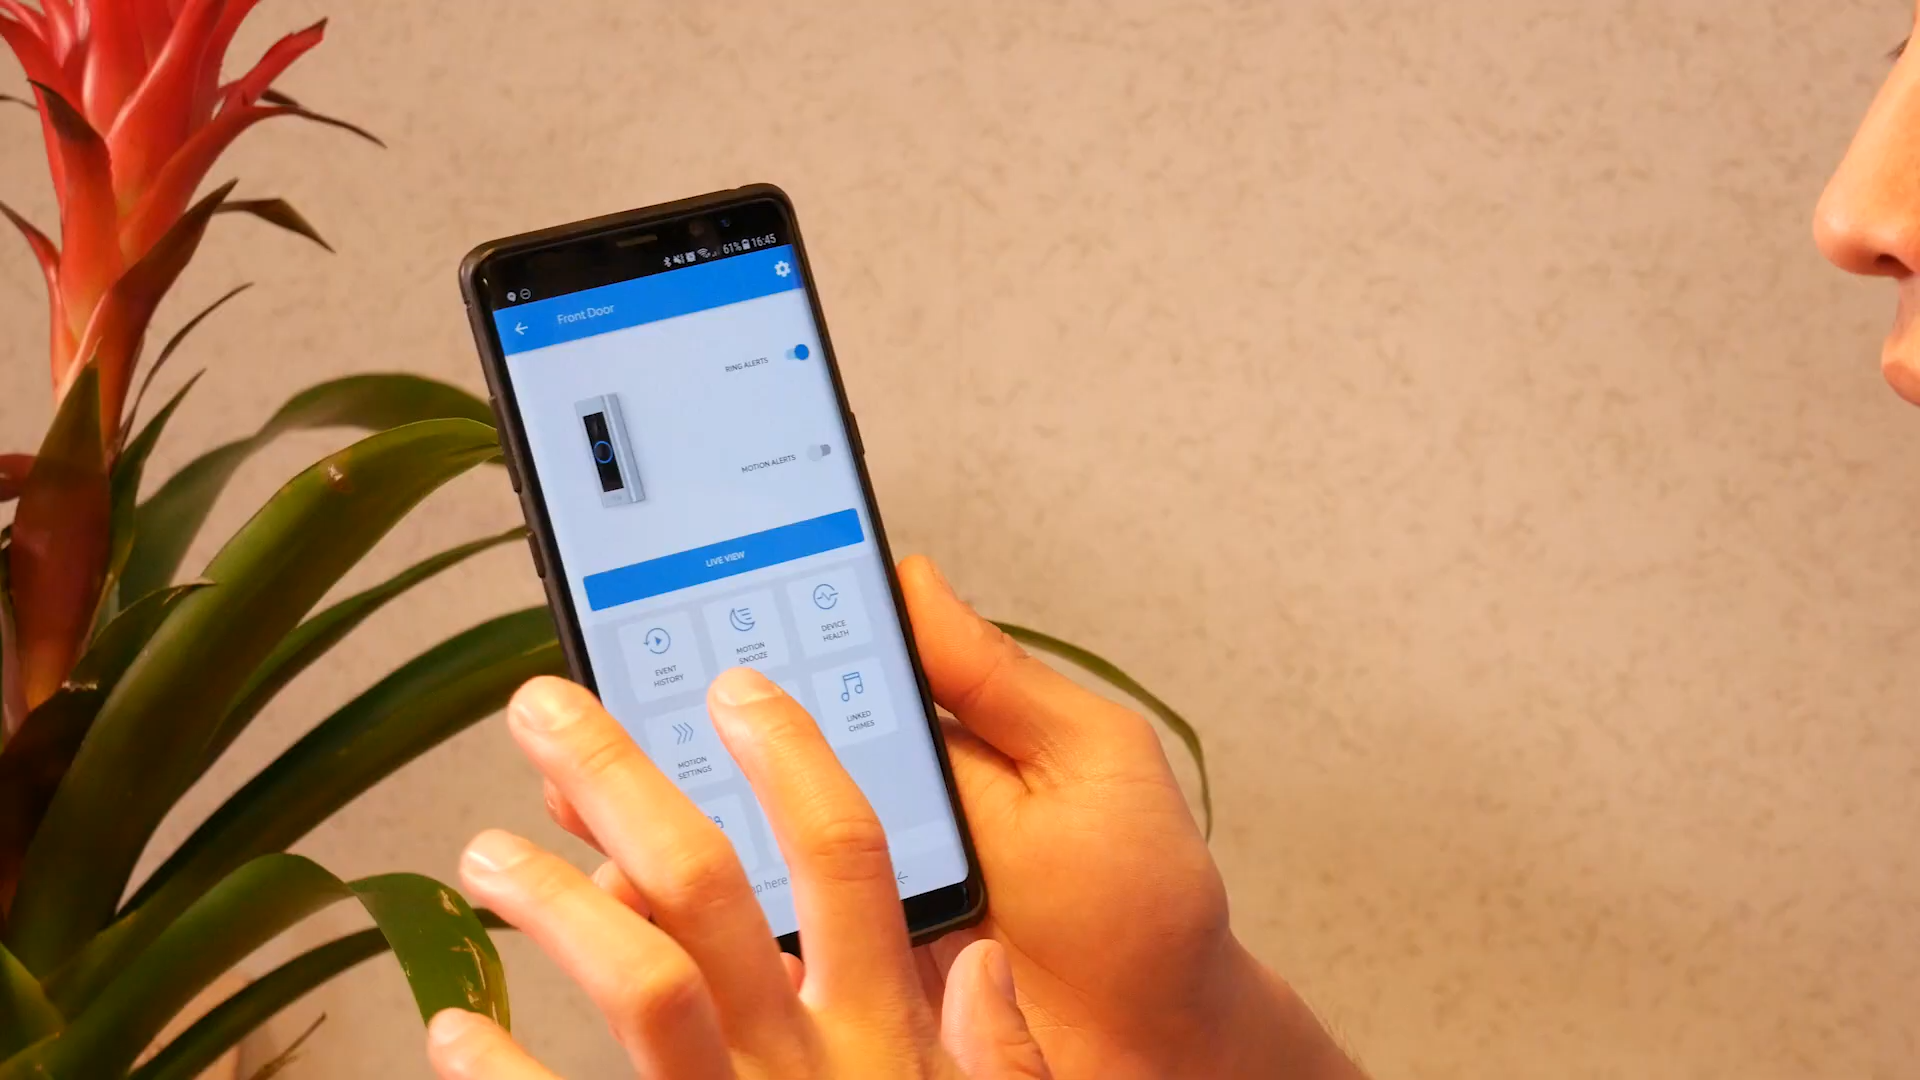 61% 16:45
Front Door
RING ALERTS
MOTION ALERTS
LIVE VIEW
EVENT
HISTORY
MOTION
SNOOZE
DEVICE
HEALTH
MOTION
SETTINGS
LINKED
CHIMES
here